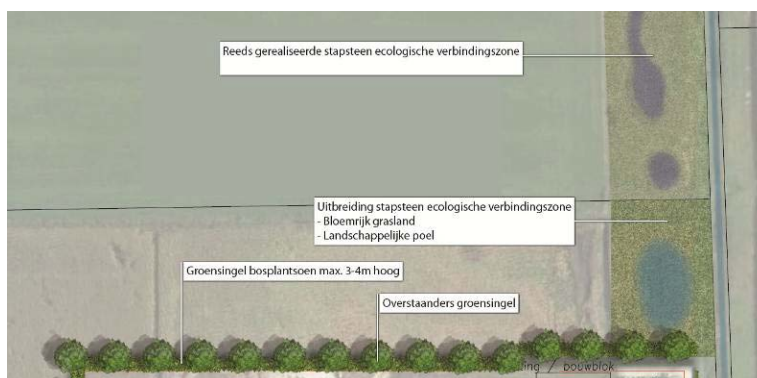 Reeds gerealiseerde stapsteen ecologische verbindingszone
Uitbreiding stapsteen ecologische verbindingszone
- Bloemrijk grasland
- Landschappelijke poel
Groensingel bosplantsoen max. 3-4m hoog
Overstaanders groensingel
/ bouwblok